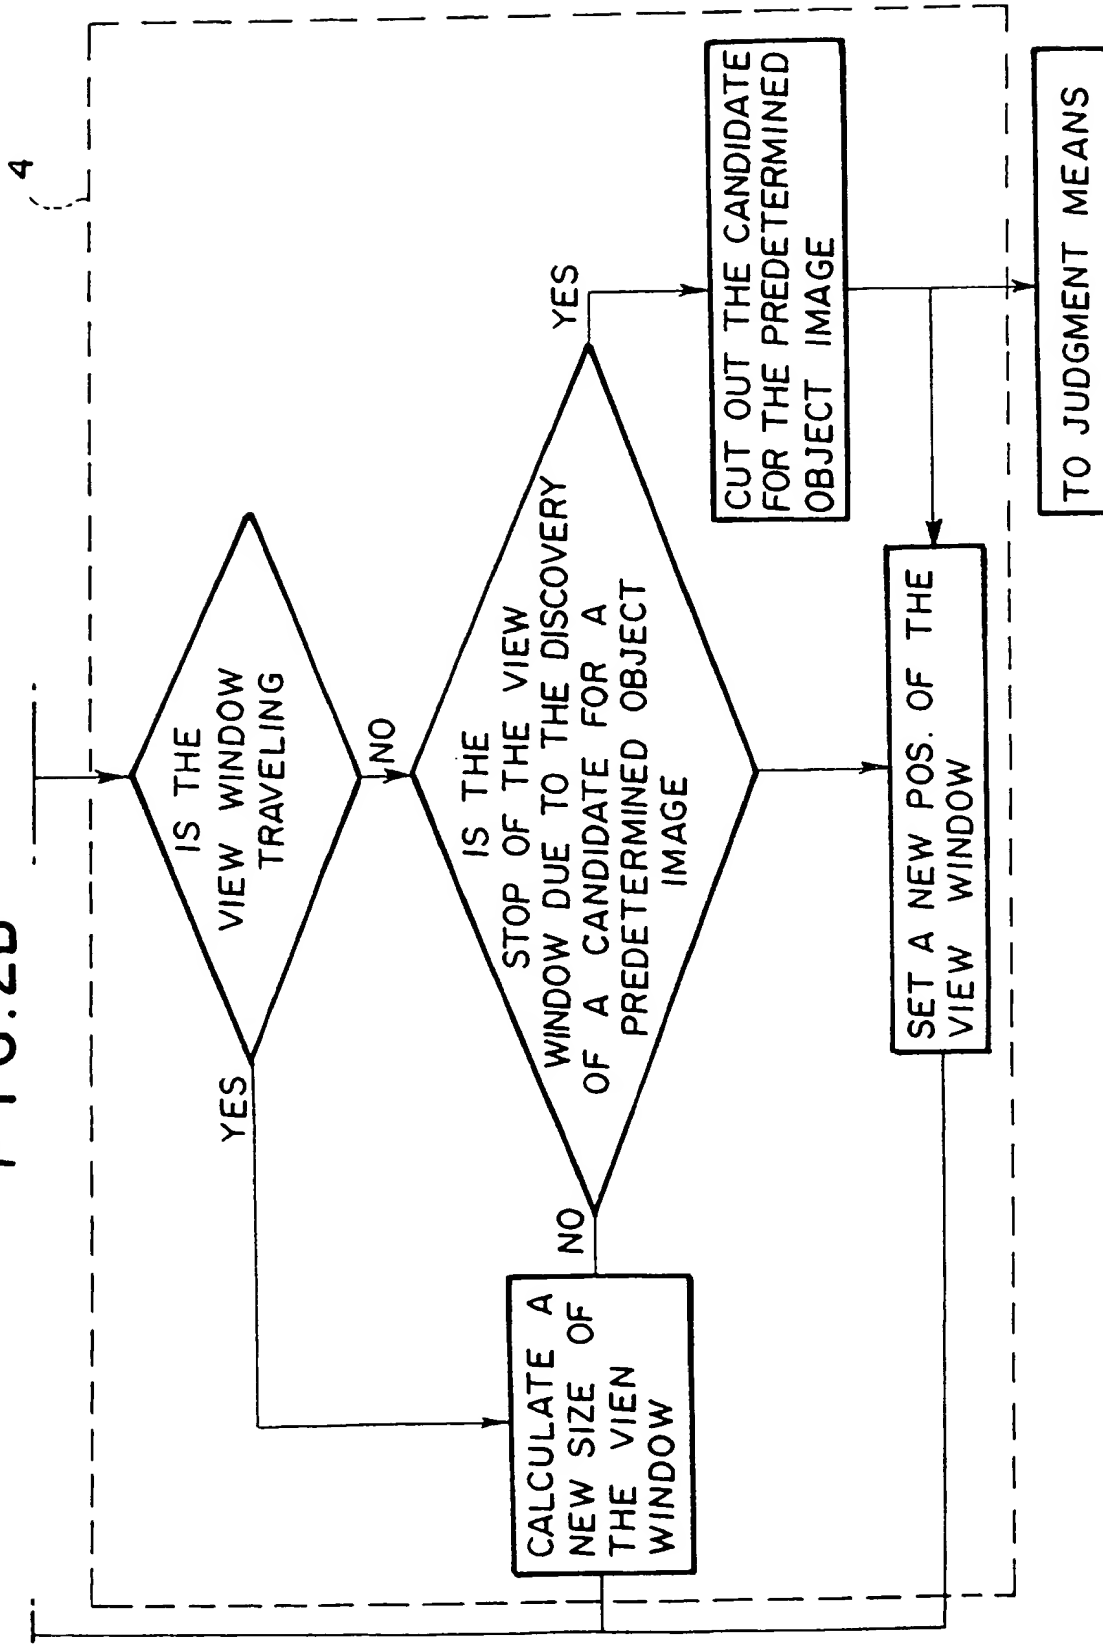 FIG.2B
4
IS THE
VIEW WINDOW
TRAVELING
YES
NO
IS THE
STOP OF THE VIEW
WINDOW DUE TO THE DISCOVERY
OF A CANDIDATE FOR A
PREDETERMINED OBJECT
IMAGE
NO
YES
CALCULATE A
NEW SIZE OF
THE VIEN
WINDOW
CUT OUT THE CANDIDATE
FOR THE PREDETERMINED
OBJECT IMAGE
SET A NEW POS. OF THE
VIEW WINDOW
TO JUDGMENT MEANS